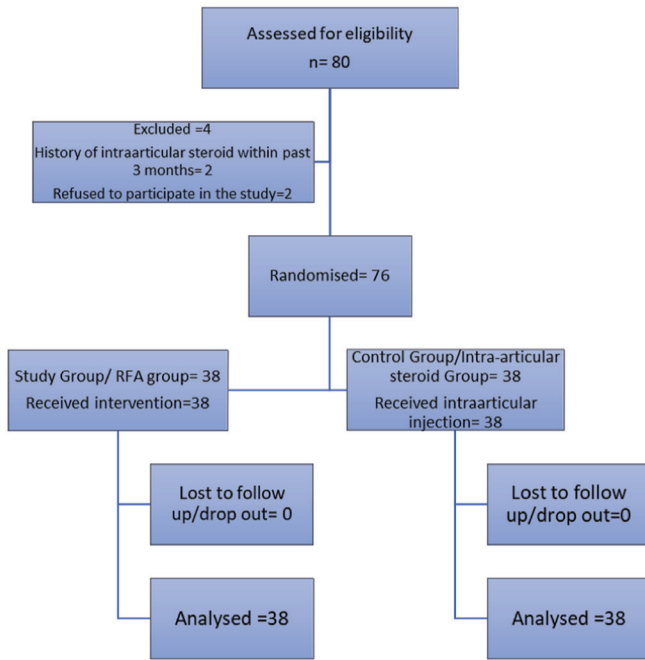 Assessed for eligibility
n= 80
Excluded =4
History of intraarticular steroid within past
3 months= 2
Refused to participate in the study=2
Randomised= 76
Study Group/ RFA group= 38
Received intervention=38
Control Group/Intra-articular
steroid Group= 38
Received intraarticular
injection= 38
Lost to follow
up/drop out= 0
Lost to follow
up/drop out=0
Analysed =38
Analysed =38